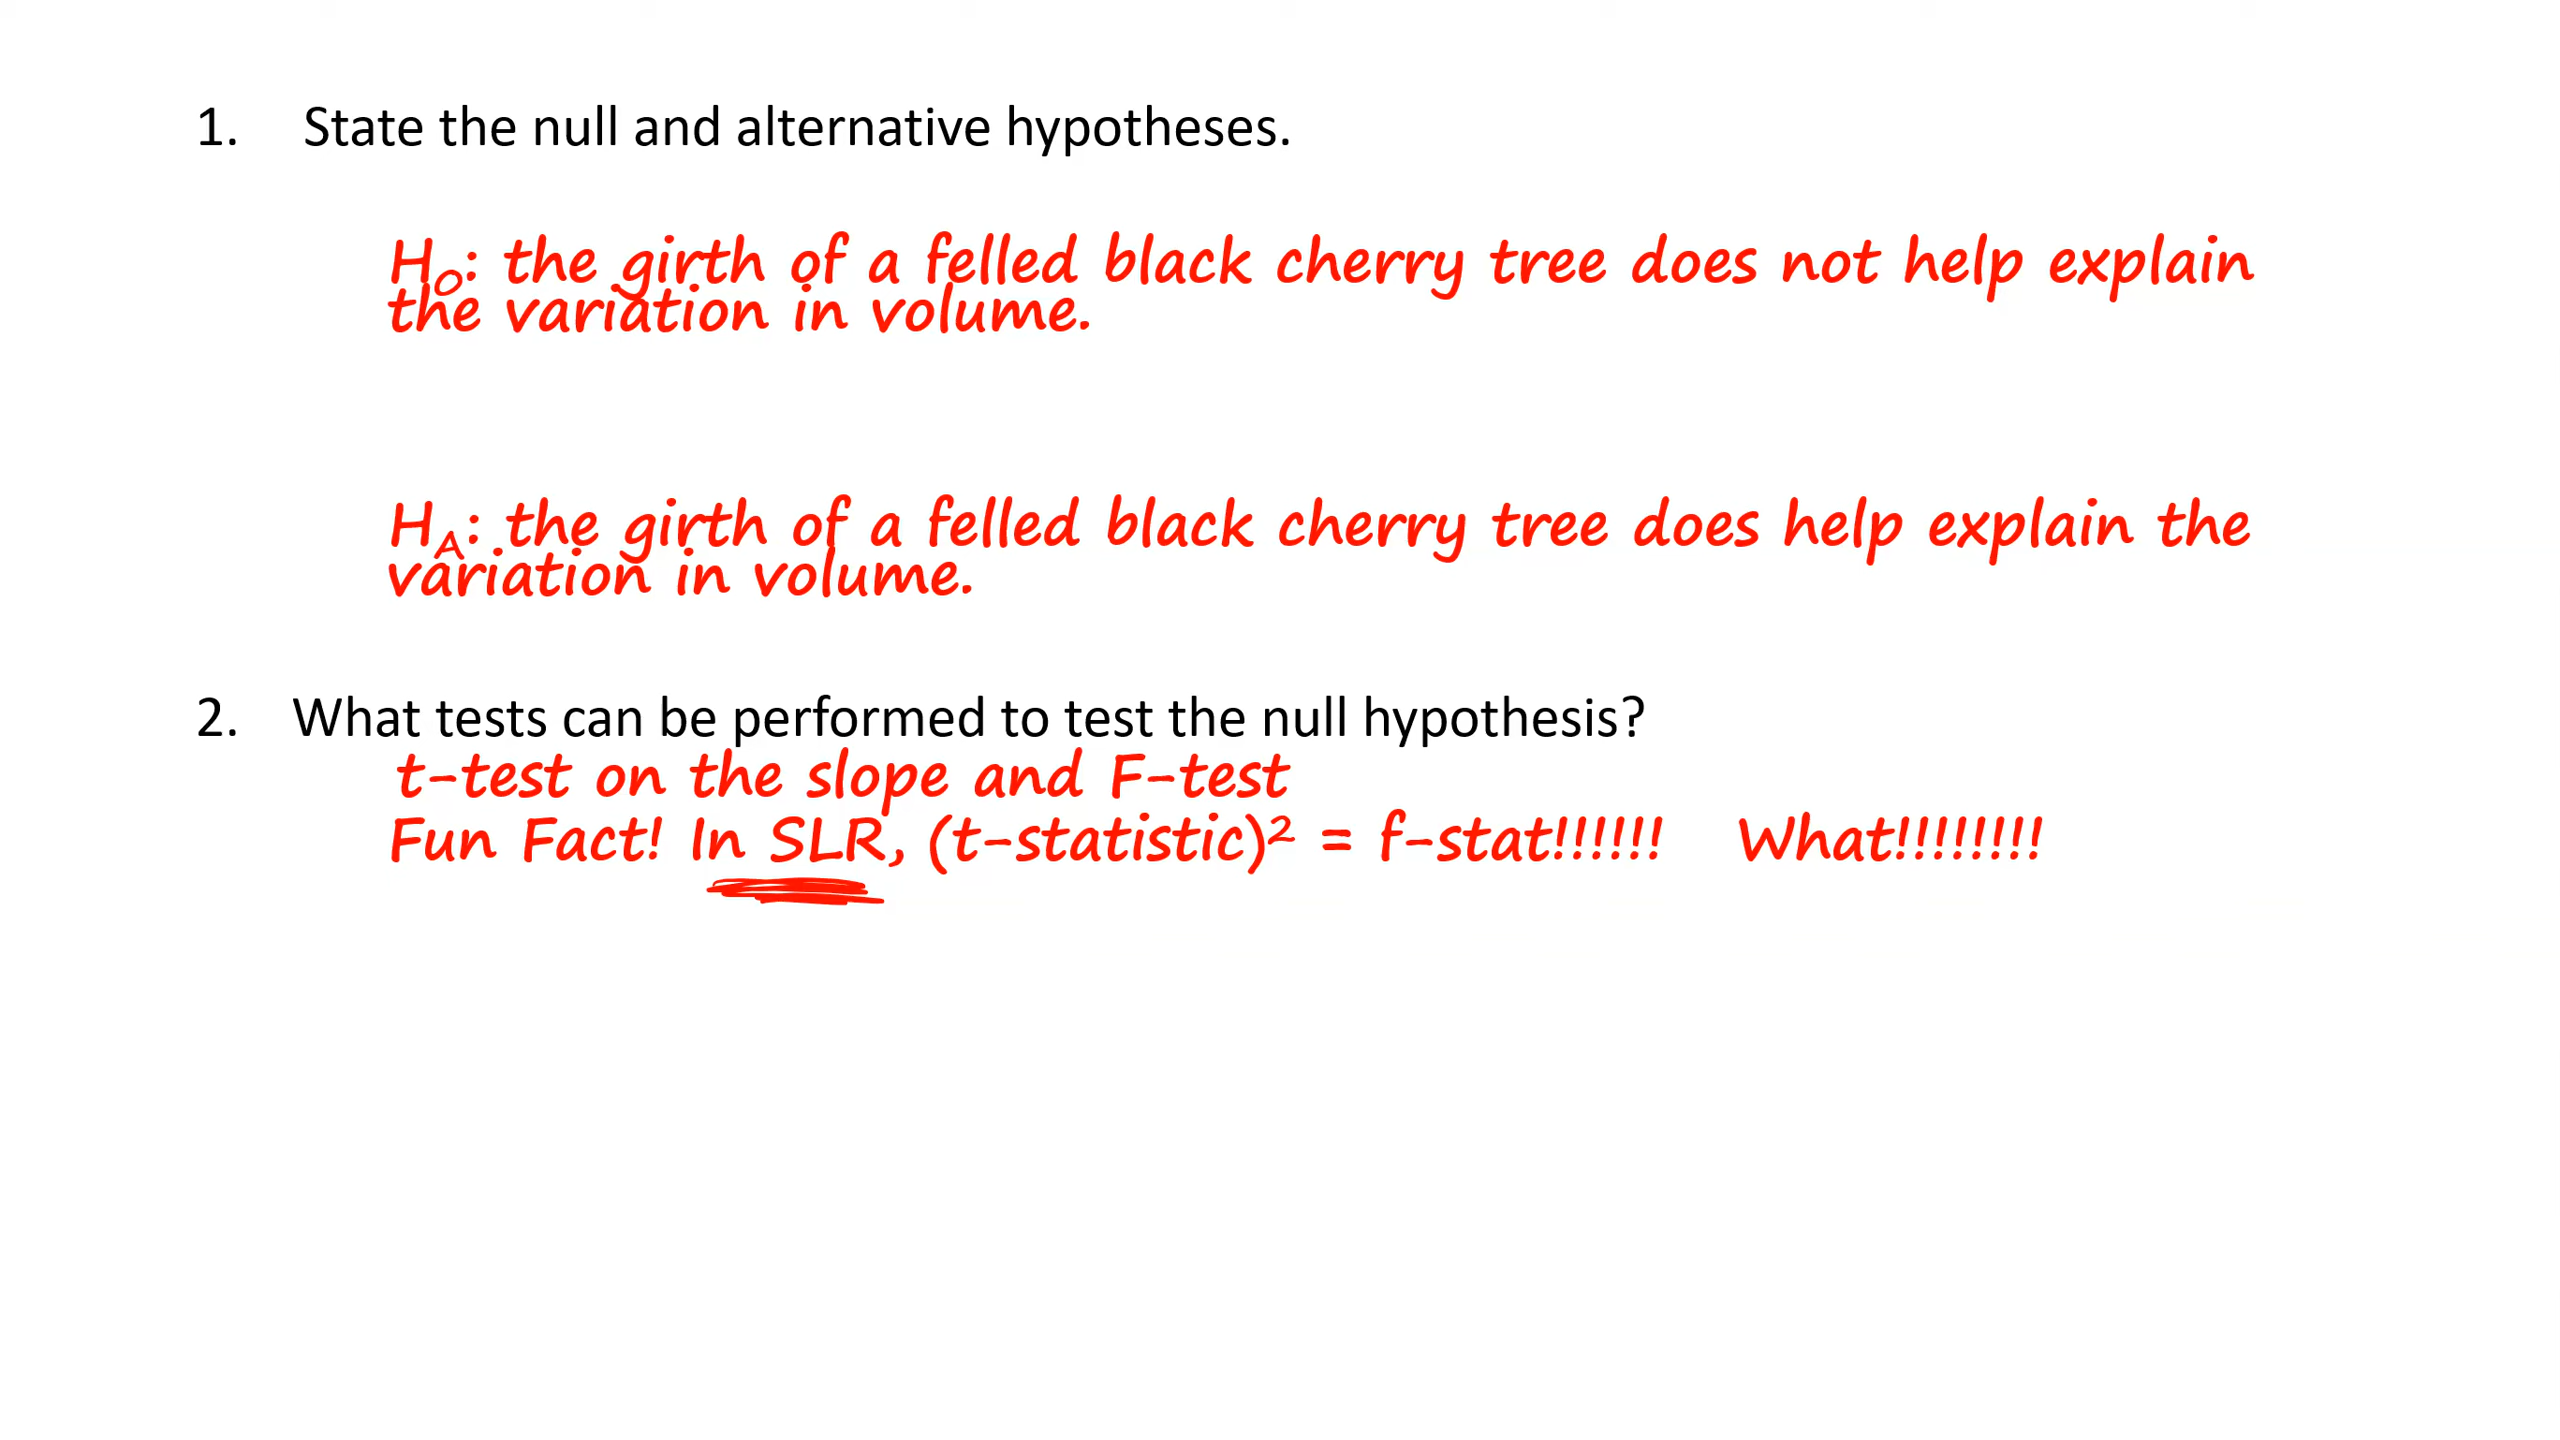 1. State the null and alternative hypotheses.
H₀: the girth of a felled black cherry tree does not help explain
the variation in volume.
Hₐ: the girth of a felled black cherry tree does help explain the
variation in volume.
2. What tests can be performed to test the null hypothesis?
t-test on the slope and F-test
Fun Fact! In SLR, (t-statistic)² = f-stat!!!!!! What!!!!!!!!